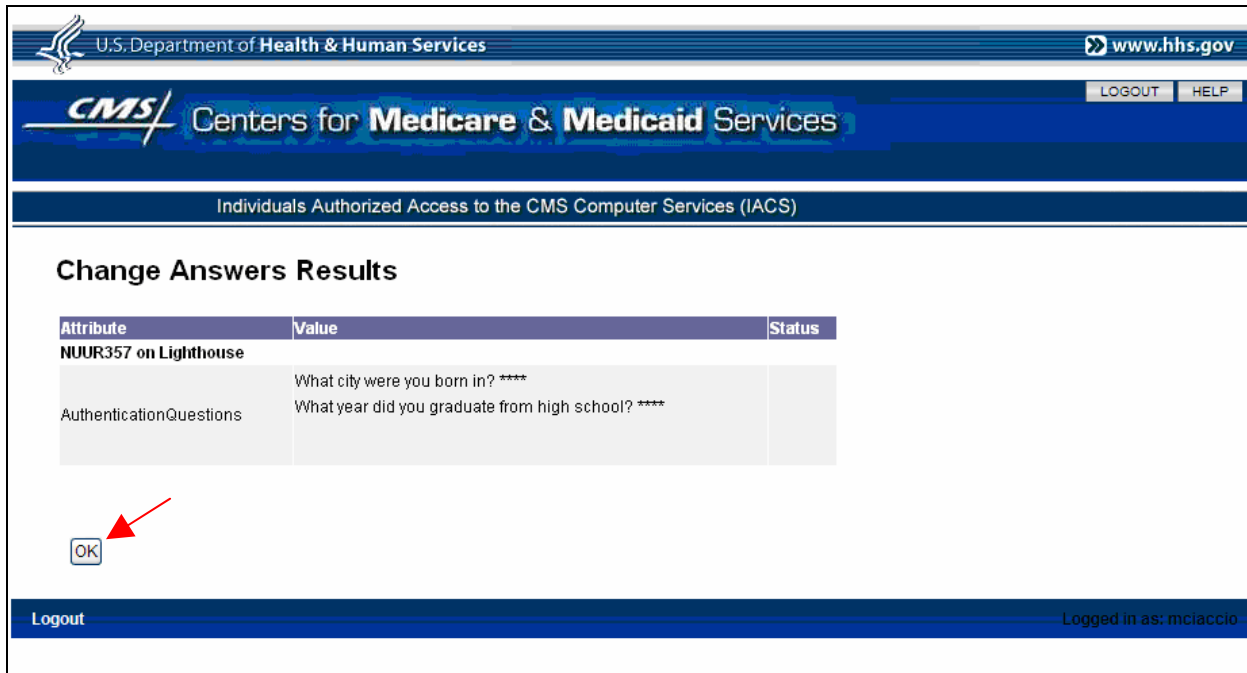 U.S. Department of Health & Human Services
www.hhs.gov
LOGOUT HELP
CMS Centers for Medicare & Medicaid Services
Individuals Authorized Access to the CMS Computer Services (IACS)
Change Answers Results
Attribute Value Status
NUUR357 on Lighthouse
What city were you born in? ****
AuthenticationQuestions
What year did you graduate from high school? ****
OK
Logout
Logged in as: mciaccio